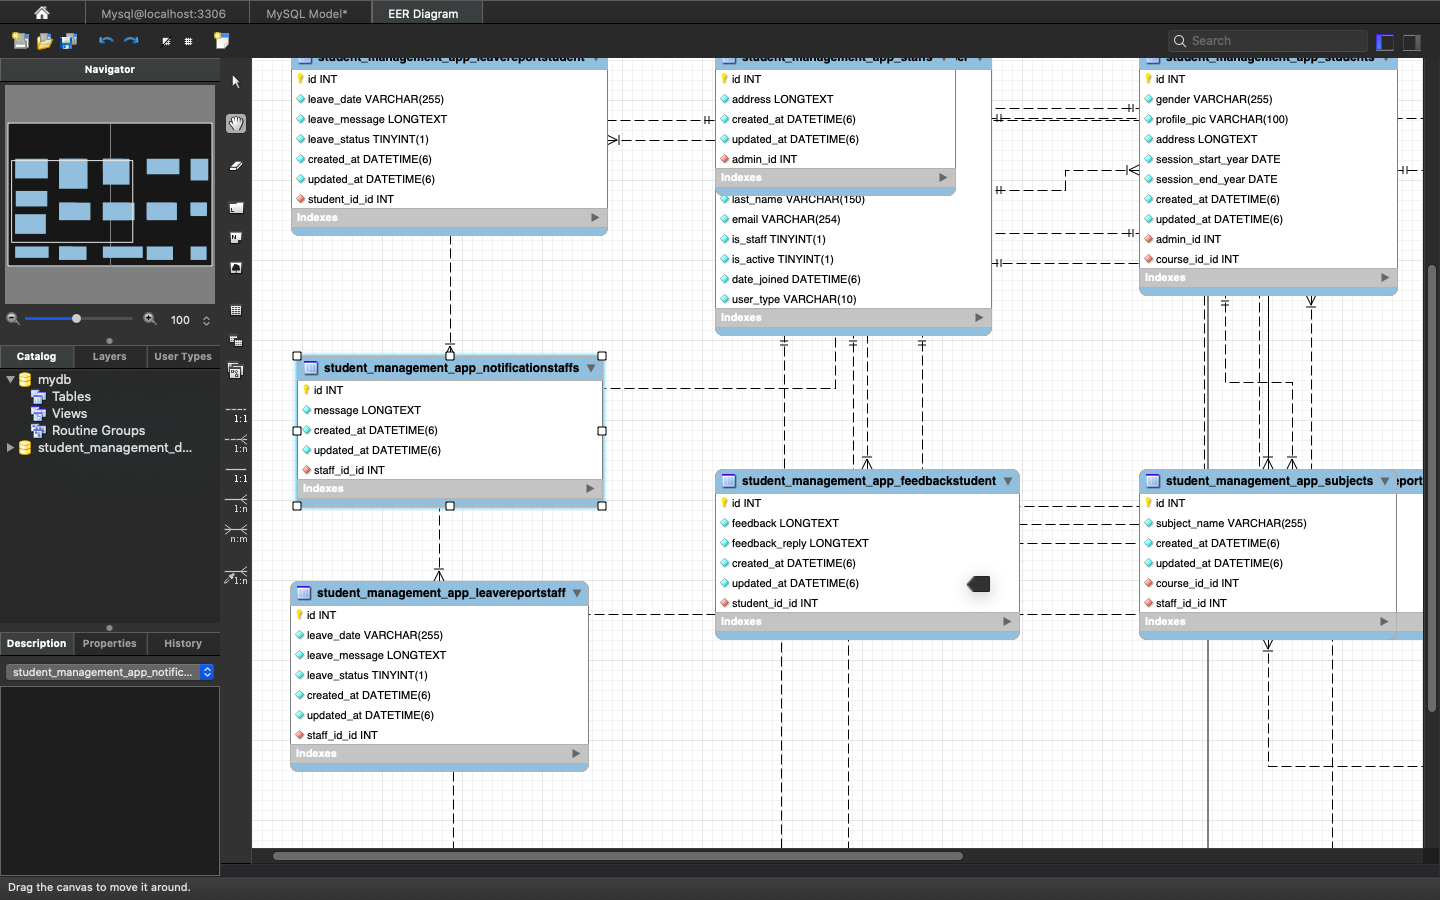 Mysql@localhost:3306
MySQL Model*
EER Diagram
Search
Navigator
100
Catalog
Layers
User Types
mydb
Tables
Views
Routine Groups
student_management_d...
Description
Properties
History
student_management_app_notific...
1:1
1:n
1:1
1:n
n:m
1:n
student_management_app_leavereportstudent
id INT
leave_date VARCHAR(255)
leave_message LONGTEXT
leave_status TINYINT(1)
created_at DATETIME(6)
updated_at DATETIME(6)
student_id_id INT
Indexes
student_management_app_notificationstaffs
id INT
message LONGTEXT
created_at DATETIME(6)
updated_at DATETIME(6)
staff_id_id INT
Indexes
student_management_app_leavereportstaff
id INT
leave_date VARCHAR(255)
leave_message LONGTEXT
leave_status TINYINT(1)
created_at DATETIME(6)
updated_at DATETIME(6)
staff_id_id INT
Indexes
student_management_app_staffs
id INT
address LONGTEXT
created_at DATETIME(6)
updated_at DATETIME(6)
admin_id INT
Indexes
last_name VARCHAR(150)
email VARCHAR(254)
is_staff TINYINT(1)
is_active TINYINT(1)
date_joined DATETIME(6)
user_type VARCHAR(10)
Indexes
student_management_app_feedbackstudent
id INT
feedback LONGTEXT
feedback_reply LONGTEXT
created_at DATETIME(6)
updated_at DATETIME(6)
student_id_id INT
Indexes
student_management_app_students
id INT
gender VARCHAR(255)
profile_pic VARCHAR(100)
address LONGTEXT
session_start_year DATE
session_end_year DATE
created_at DATETIME(6)
updated_at DATETIME(6)
admin_id INT
course_id_id INT
Indexes
student_management_app_subjects
id INT
subject_name VARCHAR(255)
created_at DATETIME(6)
updated_at DATETIME(6)
course_id_id INT
staff_id_id INT
Indexes
eport
Drag the canvas to move it around.